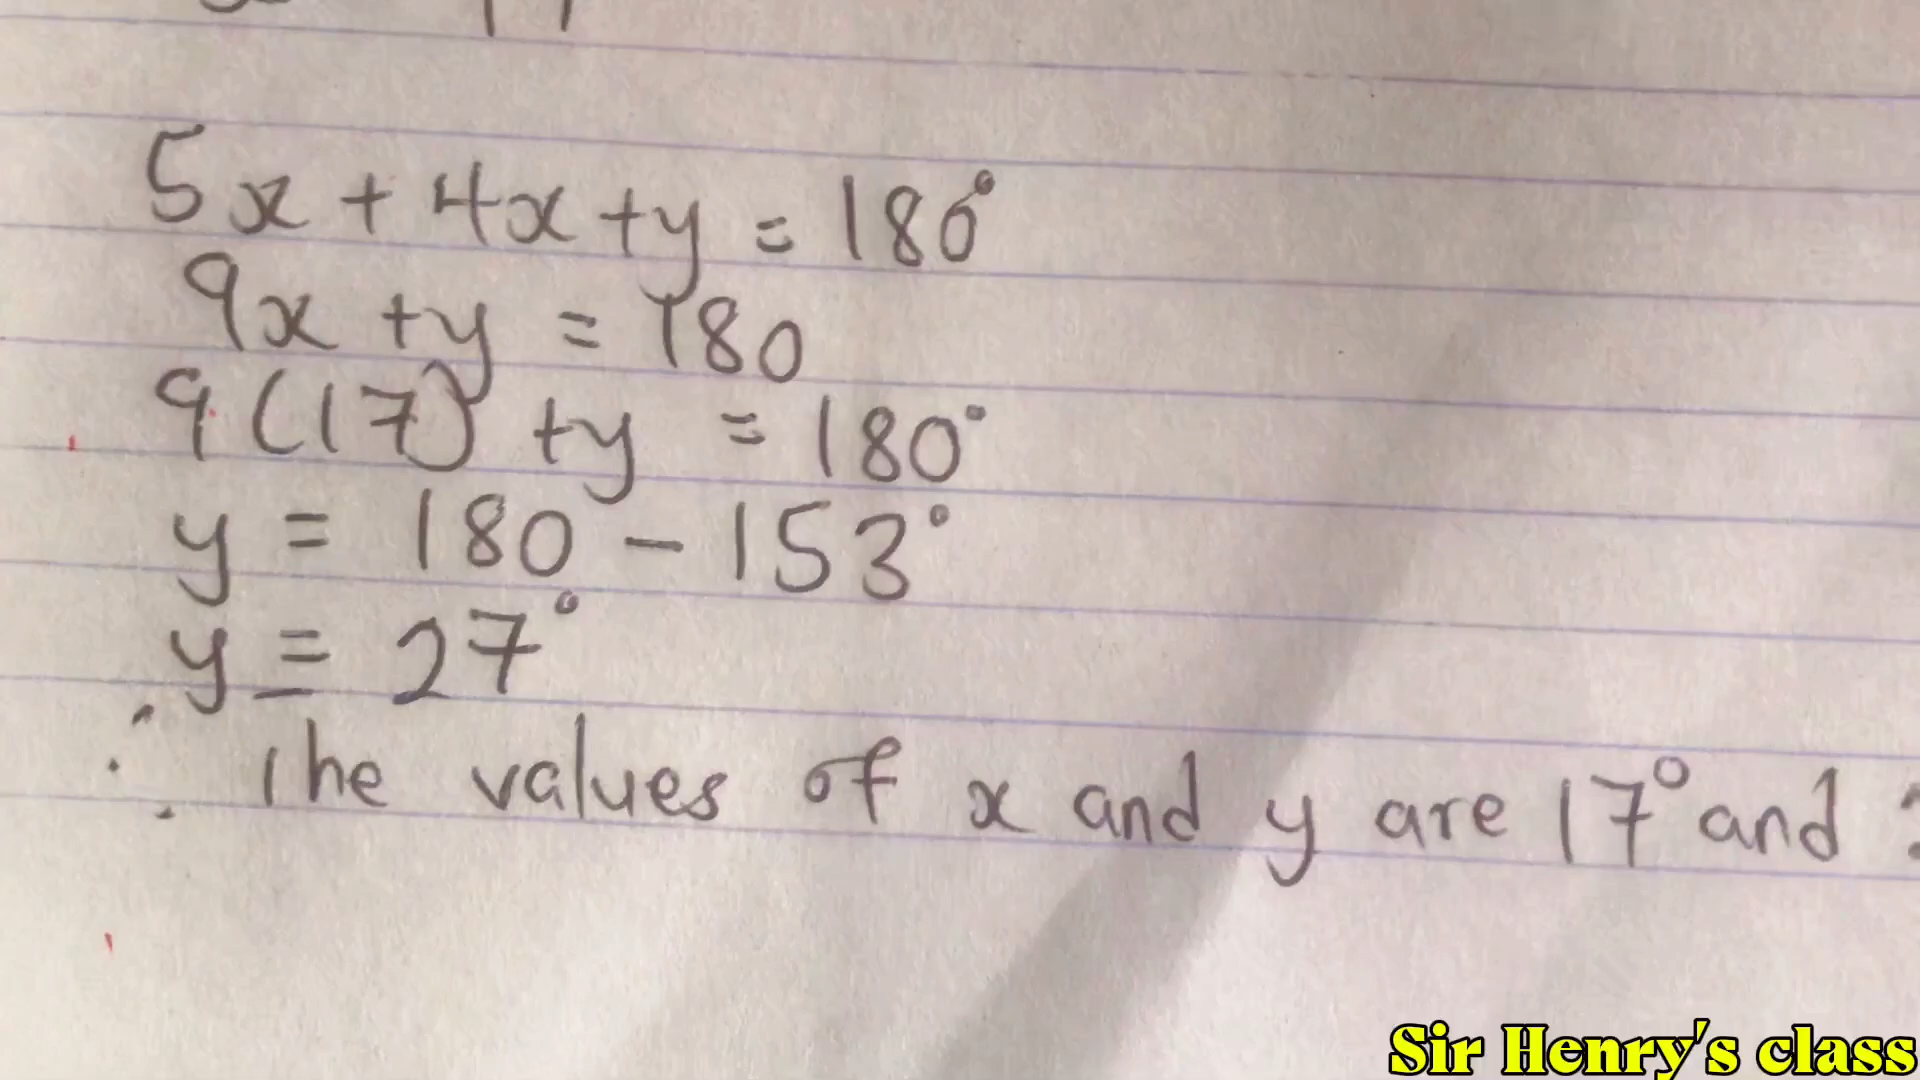 5x + 4x + y = 180°
9x + y = 180
9(17) + y = 180°
y = 180 - 153°
y = 27°
∴ The values of x and y are 17° and
Sir Henry's class